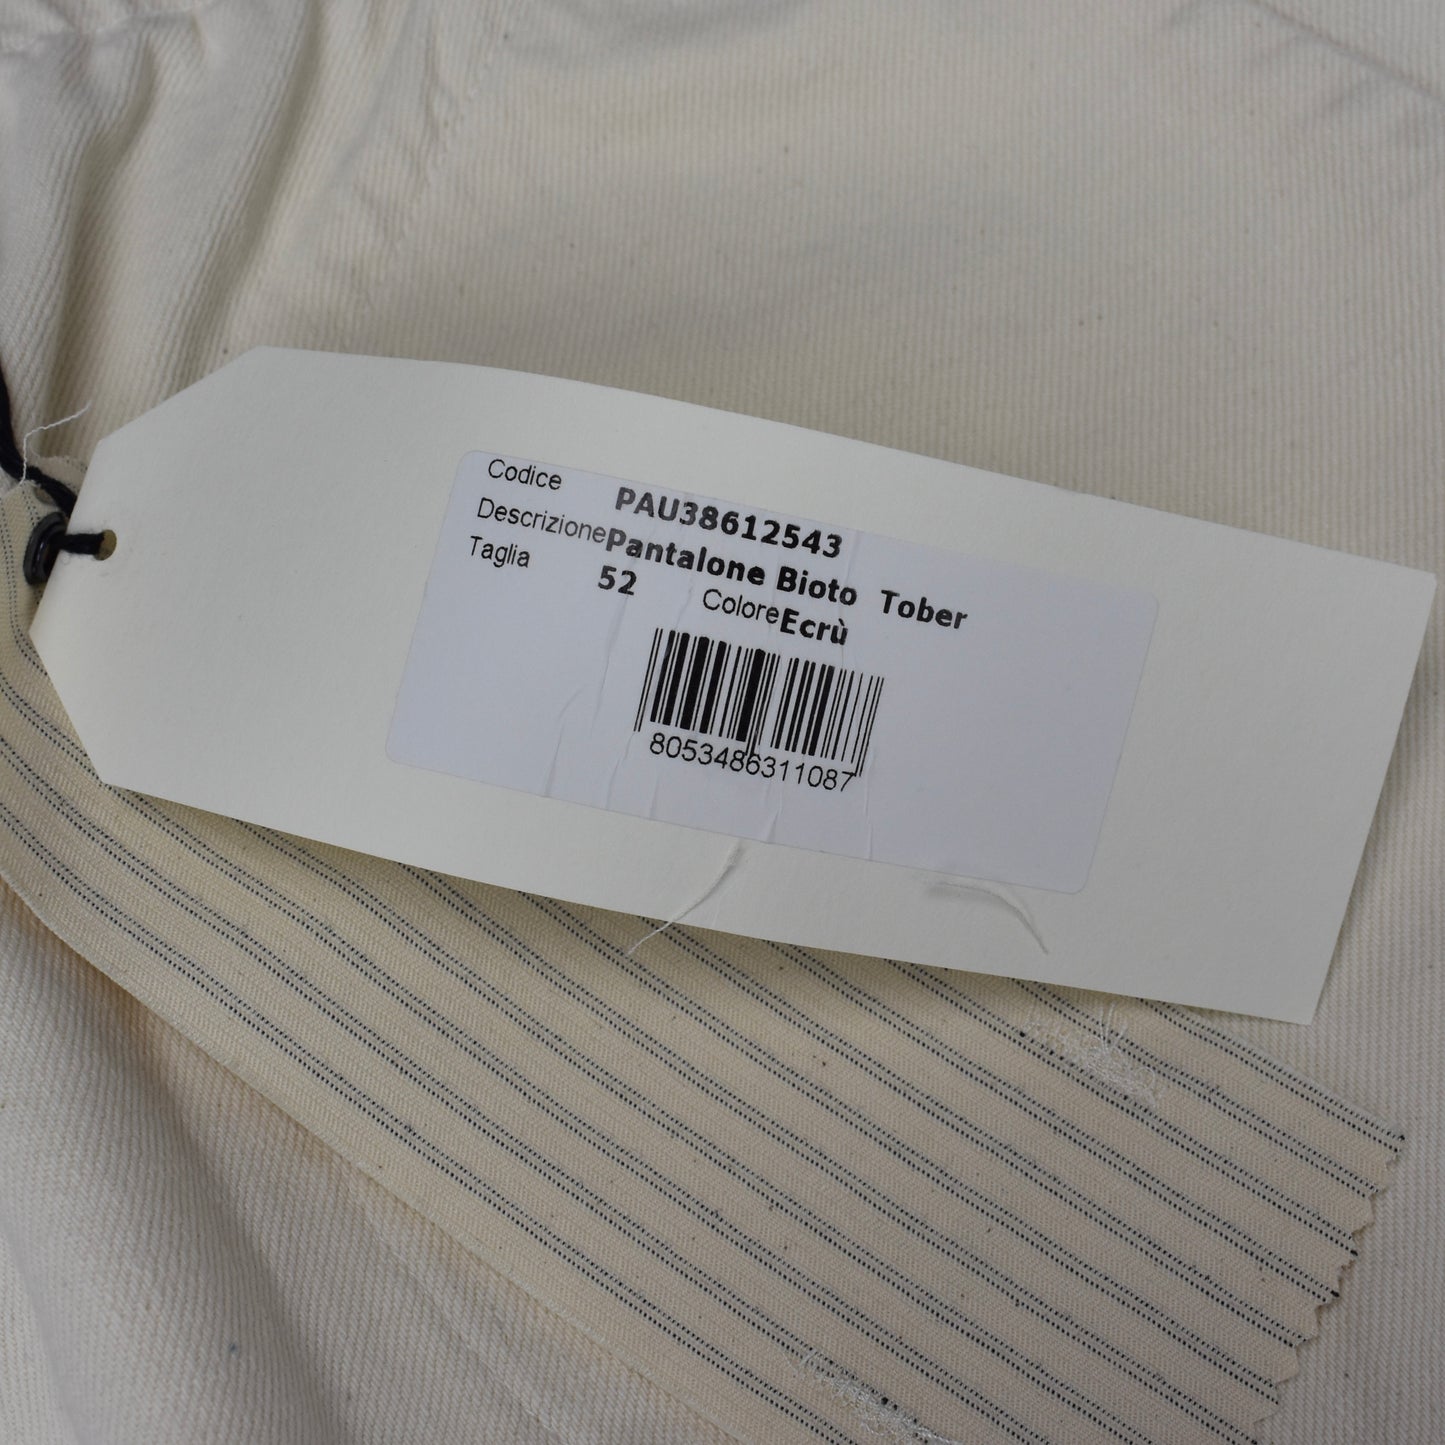 Codice PAU38612543
Descrizione Pantalone Bioto Tober
Taglia 52 Colore Ecrù
8053486311087